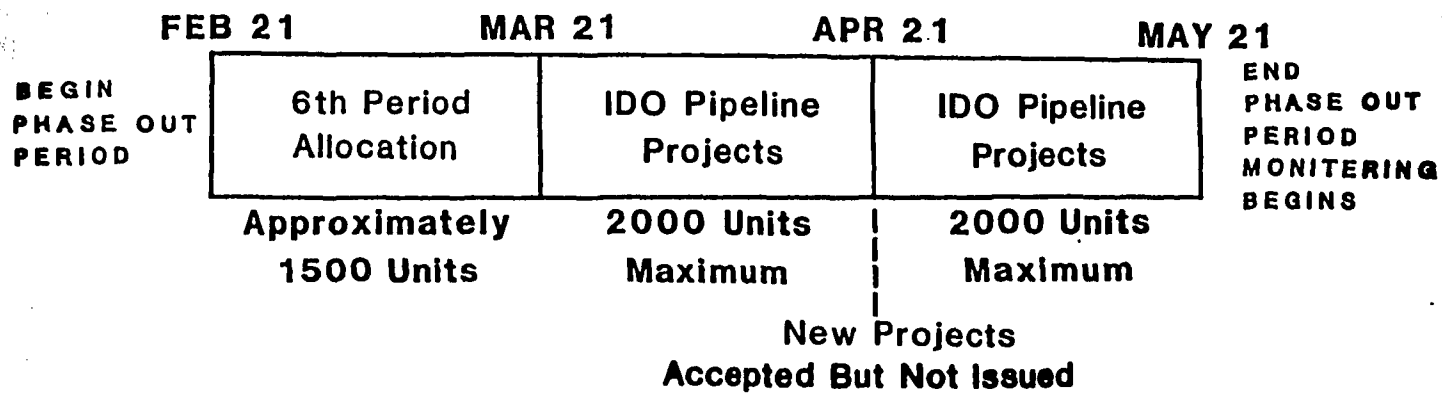 FEB 21 MAR 21 APR 21 MAY 21
BEGIN
PHASE OUT
PERIOD
6th Period
Allocation
IDO Pipeline
Projects
IDO Pipeline
Projects
END
PHASE OUT
PERIOD
MONITERING
BEGINS
Approximately
1500 Units
2000 Units
Maximum
2000 Units
Maximum
New Projects
Accepted But Not Issued